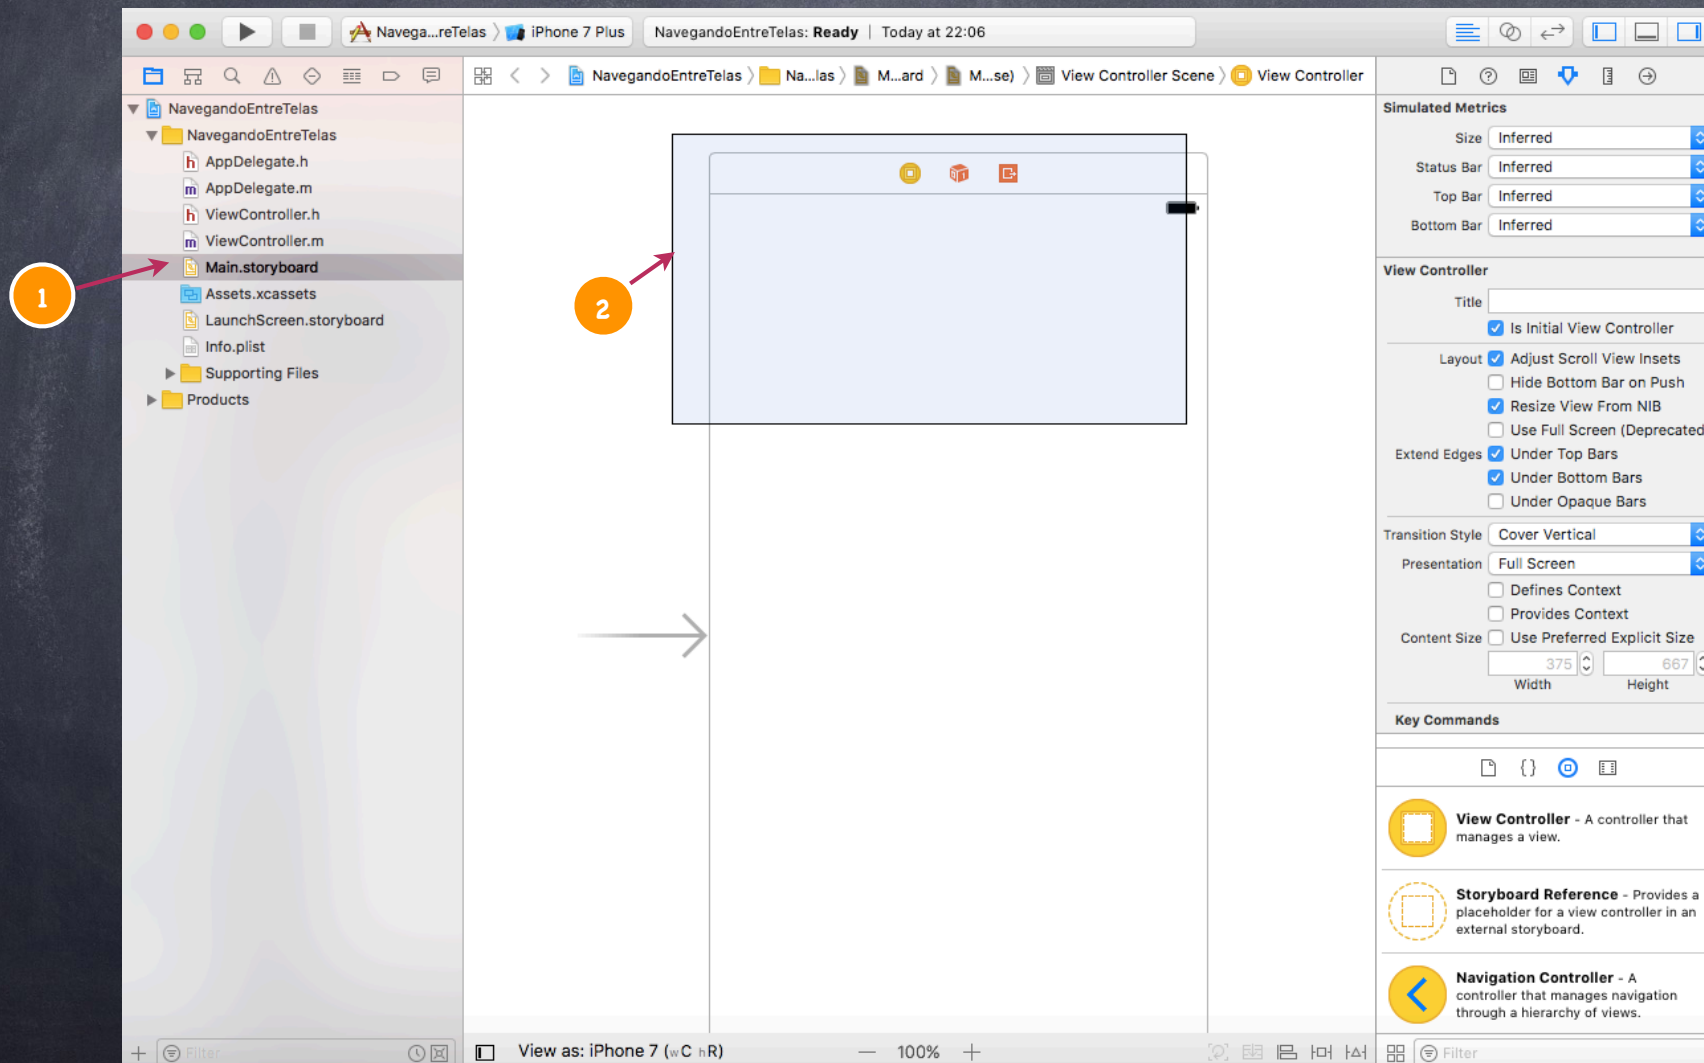 Navega...reTelas
iPhone 7 Plus
NavegandoEntreTelas: Ready | Today at 22:06
NavegandoEntreTelas
Na...las
M...ard
M...se)
View Controller Scene
View Controller
NavegandoEntreTelas
NavegandoEntreTelas
h AppDelegate.h
m AppDelegate.m
h ViewController.h
m ViewController.m
Main.storyboard
Assets.xcassets
LaunchScreen.storyboard
Info.plist
Supporting Files
Products
1
2
Simulated Metrics
Size Inferred
Status Bar Inferred
Top Bar Inferred
Bottom Bar Inferred
View Controller
Title
Is Initial View Controller
Layout Adjust Scroll View Insets
Hide Bottom Bar on Push
Resize View From NIB
Use Full Screen (Deprecated
Extend Edges Under Top Bars
Under Bottom Bars
Under Opaque Bars
Transition Style Cover Vertical
Presentation Full Screen
Defines Context
Provides Context
Content Size Use Preferred Explicit Size
375 667
Width Height
Key Commands
{}
View Controller - A controller that
manages a view.
Storyboard Reference - Provides a
placeholder for a view controller in an
external storyboard.
Navigation Controller - A
controller that manages navigation
through a hierarchy of views.
Filter
View as: iPhone 7 (wC hR)
— 100% +
Filter